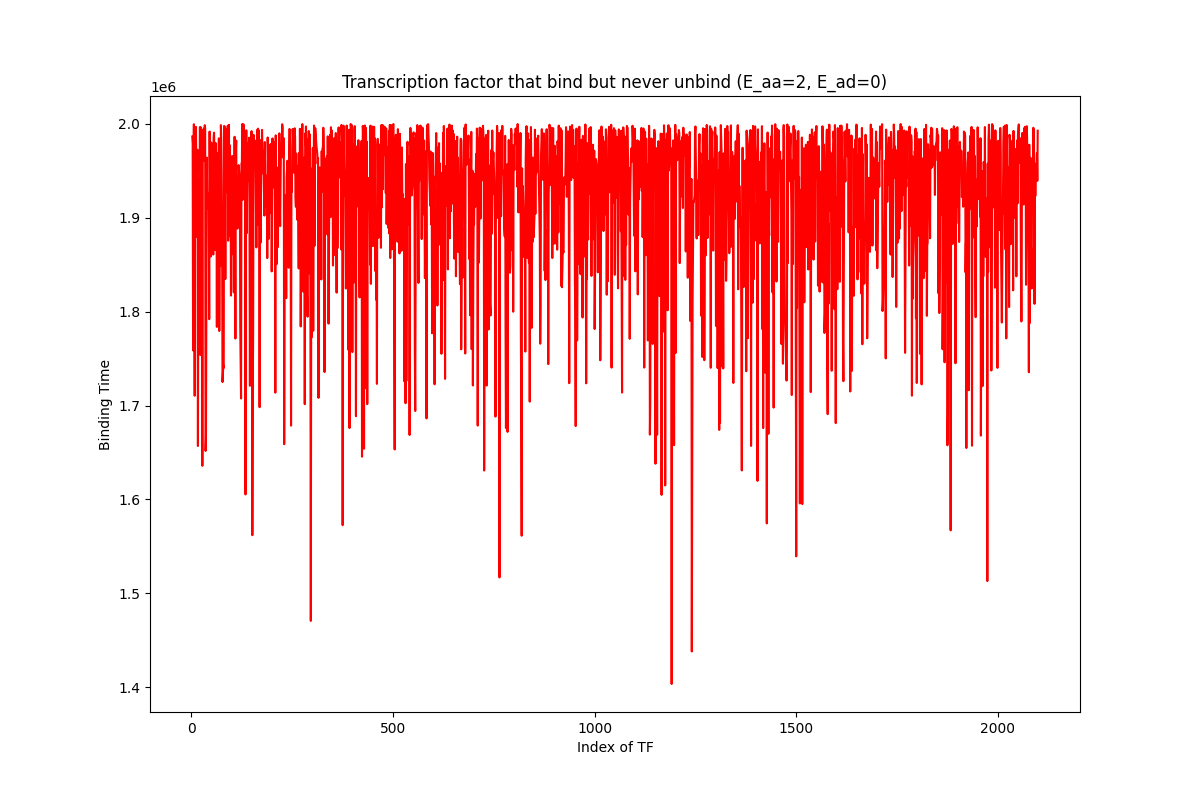 Transcription factor that bind but never unbind (E_aa=2, E_ad=0)
1e6
2.0
1.9
1.8
1.7
1.6
1.5
1.4
Binding Time
0 500 1000 1500 2000
Index of TF